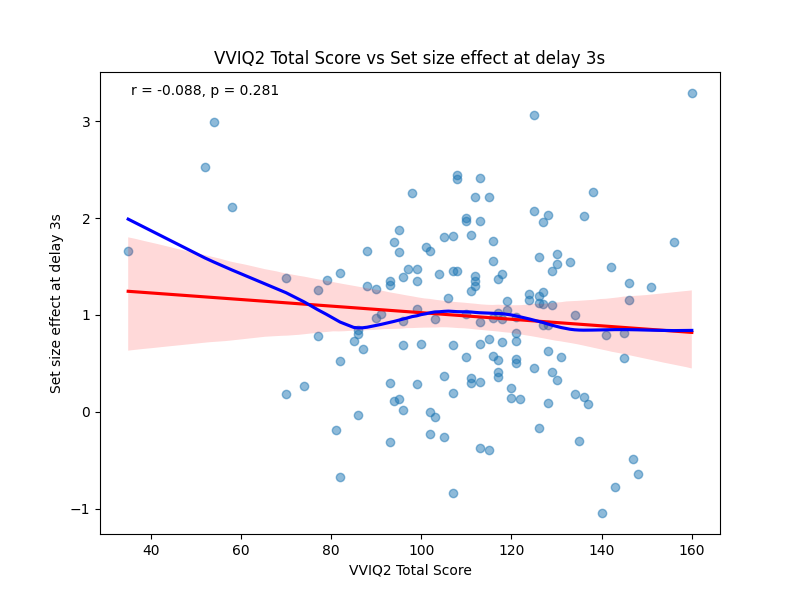 VVIQ2 Total Score vs Set size effect at delay 3s
r = -0.088, p = 0.281
3
2
1
0
−1
Set size effect at delay 3s
40 60 80 100 120 140 160
VVIQ2 Total Score